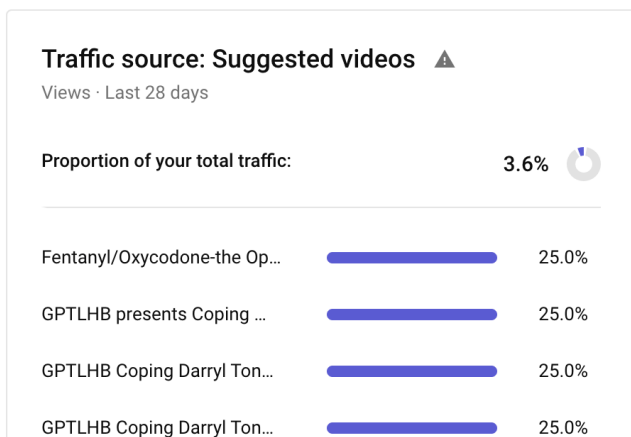 Traffic source: Suggested videos
Views · Last 28 days
Proportion of your total traffic: 3.6%
Fentanyl/Oxycodone-the Op... 25.0%
GPTLHB presents Coping ... 25.0%
GPTLHB Coping Darryl Ton... 25.0%
GPTLHB Coping Darryl Ton... 25.0%